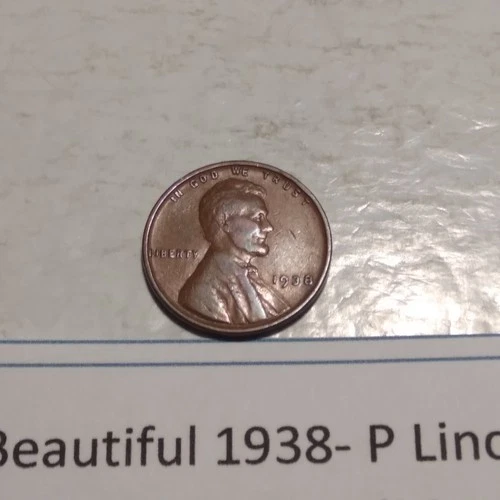 IN GOD WE TRUST
LIBERTY
1938
Beautiful 1938- P Linc